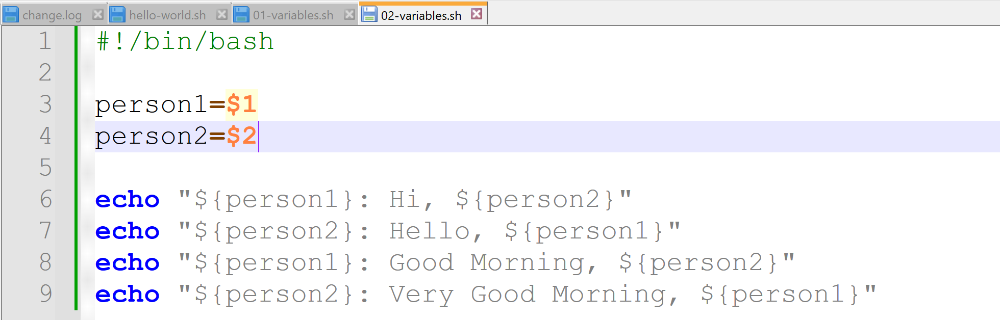 change.log hello-world.sh 01-variables.sh 02-variables.sh
1 #!/bin/bash
2
3 person1=$1
4 person2=$2
5
6 echo "${person1}: Hi, ${person2}"
7 echo "${person2}: Hello, ${person1}"
8 echo "${person1}: Good Morning, ${person2}"
9 echo "${person2}: Very Good Morning, ${person1}"